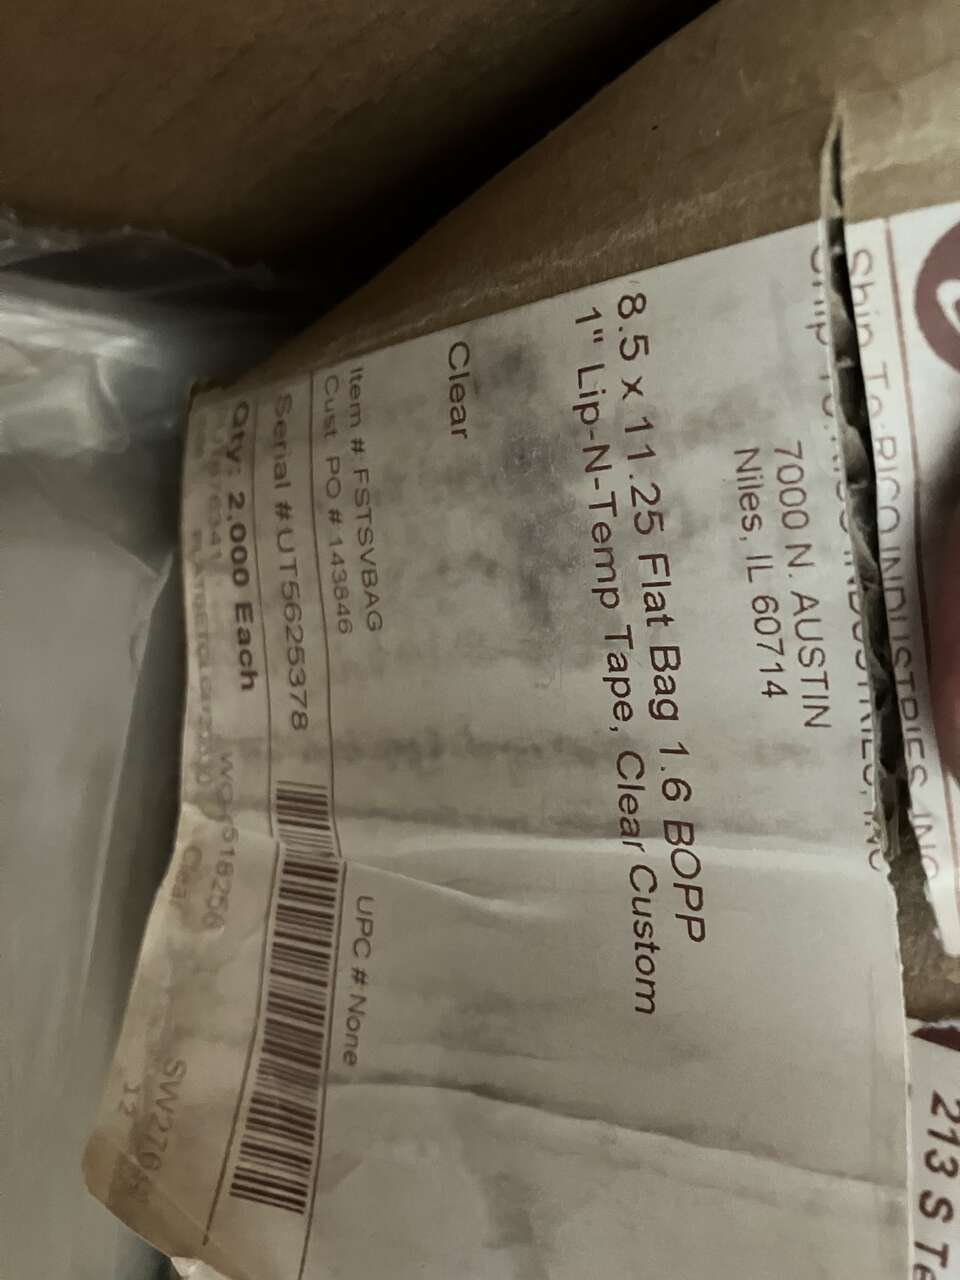 Ship To: RICO INDUSTRIES, INC
7000 N. AUSTIN
Niles, IL 60714
8.5 x 11.25 Flat Bag 1.6 BOPP
1" Lip-N-Temp Tape, Clear Custom
Clear
Item # FSTSVBAG
Cust PO # 143846
UPC # None
Serial # UT5625378
Qty: 2,000 Each
Clear
213 S